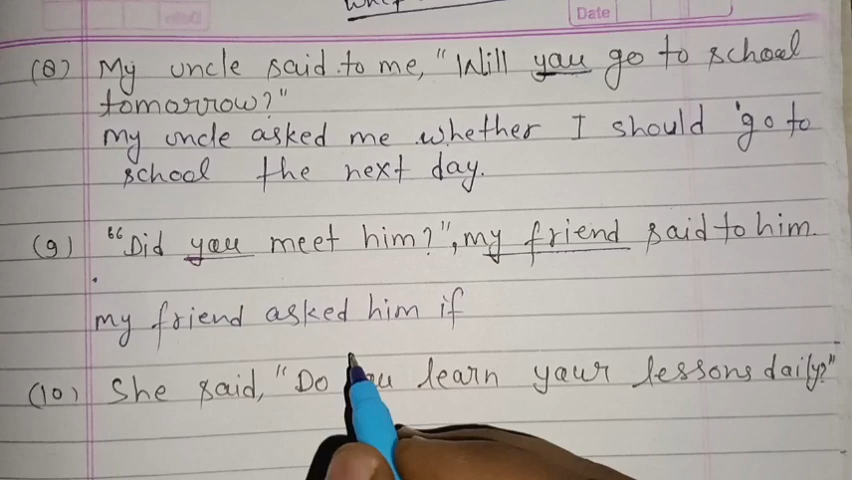 Date
(8) My uncle said to me, "Will you go to school
tomorrow?"
My uncle asked me whether I should go to
school the next day.
(9) "Did you meet him?", my friend said to him.
my friend asked him if
(10) She said, "Do you learn your lessons daily?"